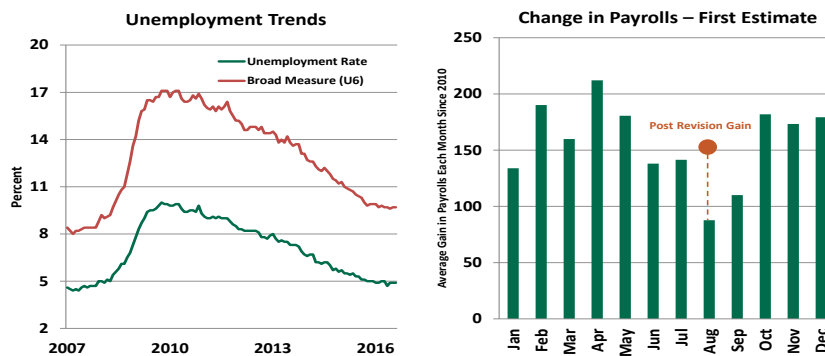 Unemployment Trends
20
17
14
11
8
5
2
Percent
Unemployment Rate
Broad Measure (U6)
2007
2010
2013
2016
Change in Payrolls – First Estimate
250
200
150
100
50
0
Average Gain in Payrolls Each Month Since 2010
Post Revision Gain
Jan
Feb
Mar
Apr
May
Jun
Jul
Aug
Sep
Oct
Nov
Dec